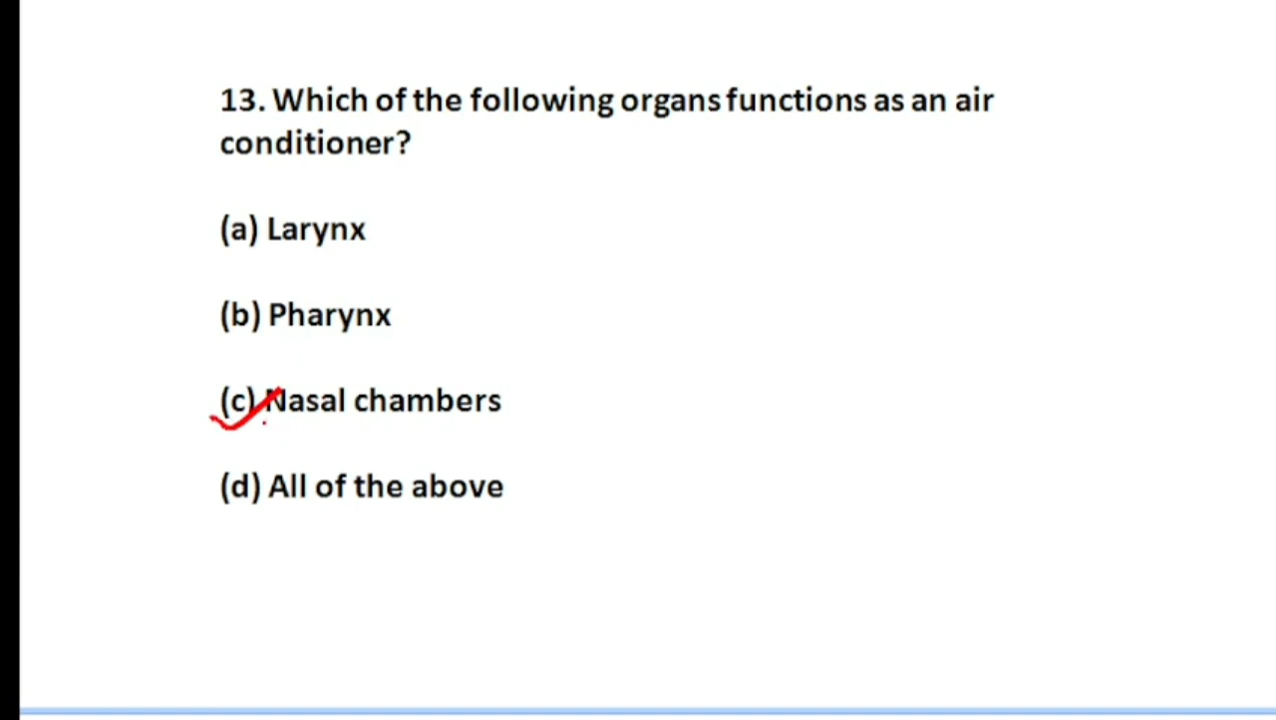 13. Which of the following organs functions as an air
conditioner?
(a) Larynx
(b) Pharynx
(c) Nasal chambers
(d) All of the above